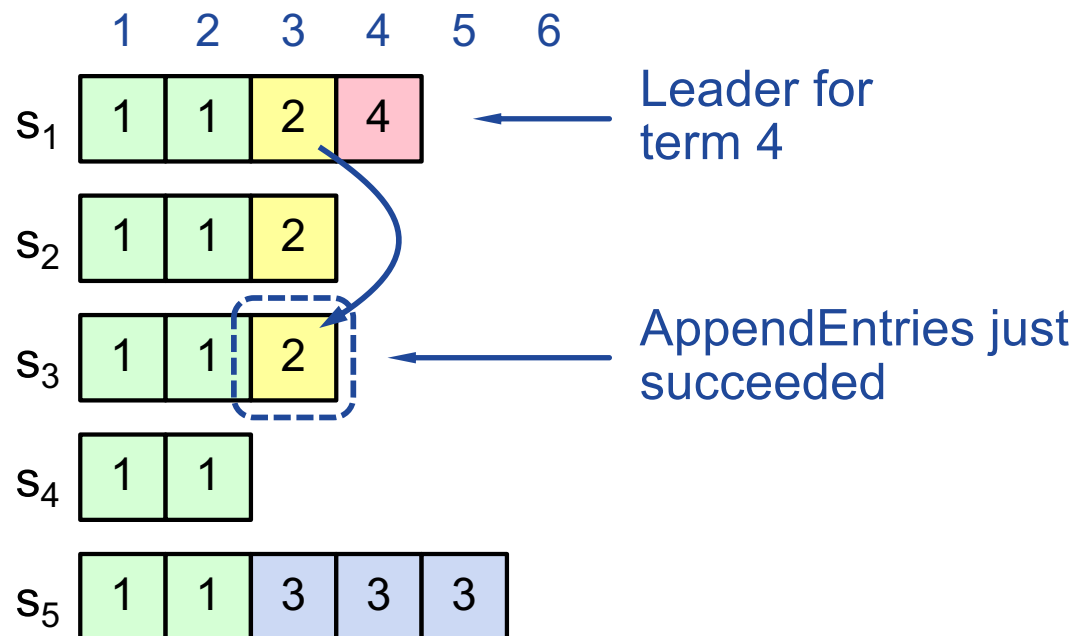 1 2 3 4 5 6
s1 1 1 2 4
Leader for
term 4
s2 1 1 2
s3 1 1 2
AppendEntries just
succeeded
s4 1 1
s5 1 1 3 3 3